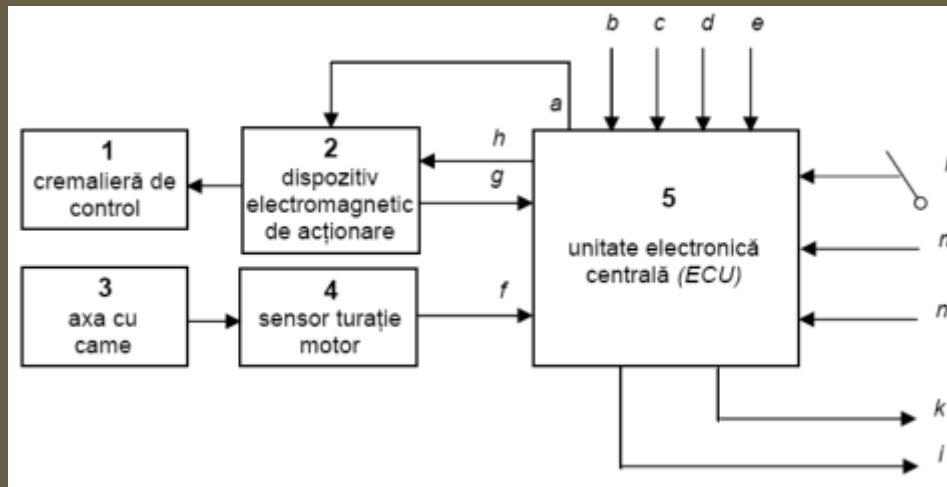 b c d e
a
1
cremalieră de
control
2
dispozitiv
electromagnetic
de acționare
h
g
5
unitate electronică
centrală (ECU)
3
axa cu
came
4
sensor turație
motor
f
n
k
i